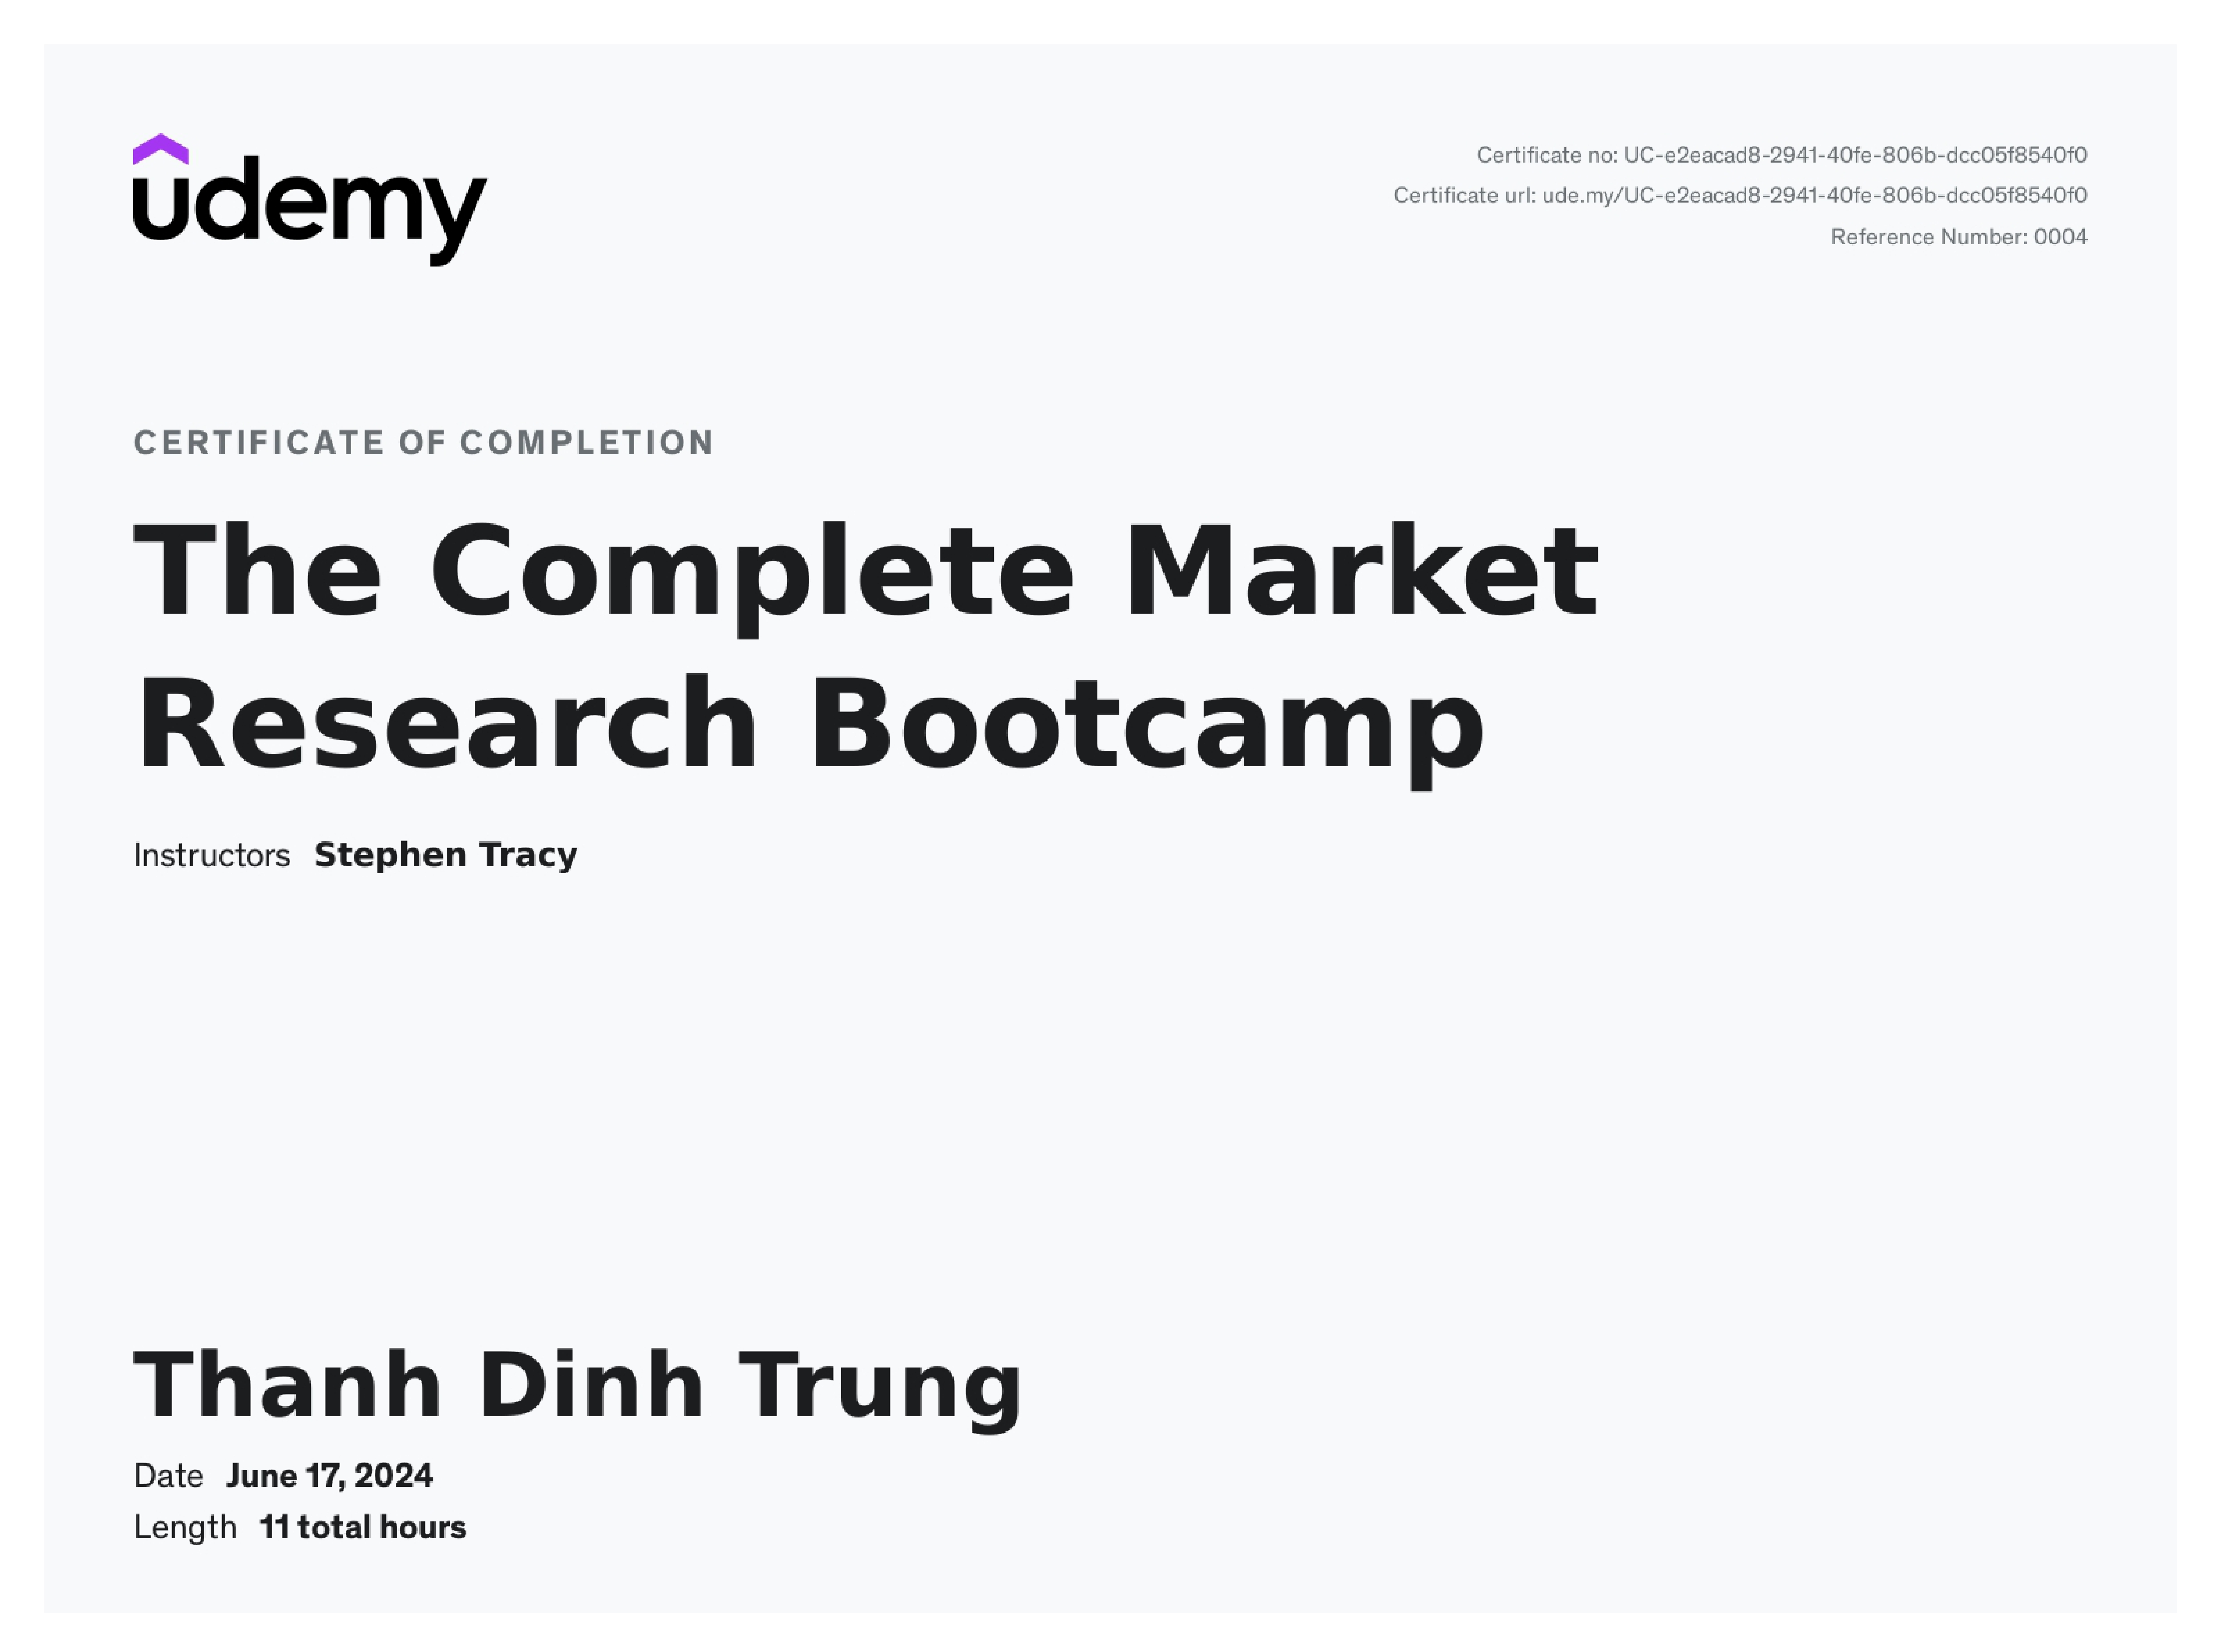 udemy
Certificate no: UC-e2eacad8-2941-40fe-806b-dcc05f8540f0
Certificate url: ude.my/UC-e2eacad8-2941-40fe-806b-dcc05f8540f0
Reference Number: 0004
CERTIFICATE OF COMPLETION
The Complete Market
Research Bootcamp
Instructors Stephen Tracy
Thanh Dinh Trung
Date June 17, 2024
Length 11 total hours